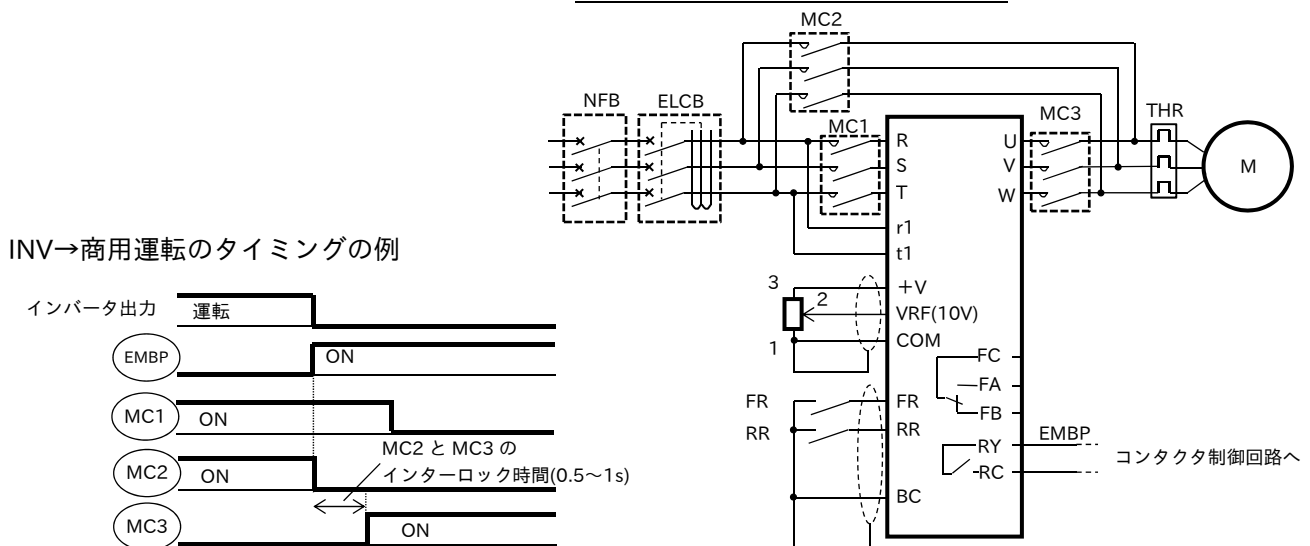 MC2
NFB
ELCB
MC1
MC3
THR
R
S
T
r1
t1
U
V
W
M
INV→商用運転のタイミングの例
インバータ出力
運転
EMBP
ON
MC1
ON
MC2
ON
MC2 と MC3 の
インターロック時間(0.5～1s)
MC3
ON
3
2
1
+V
VRF(10V)
COM
FC
FA
FB
FR
FR
RR
RR
RY
EMBP
RC
コンタクタ制御回路へ
BC